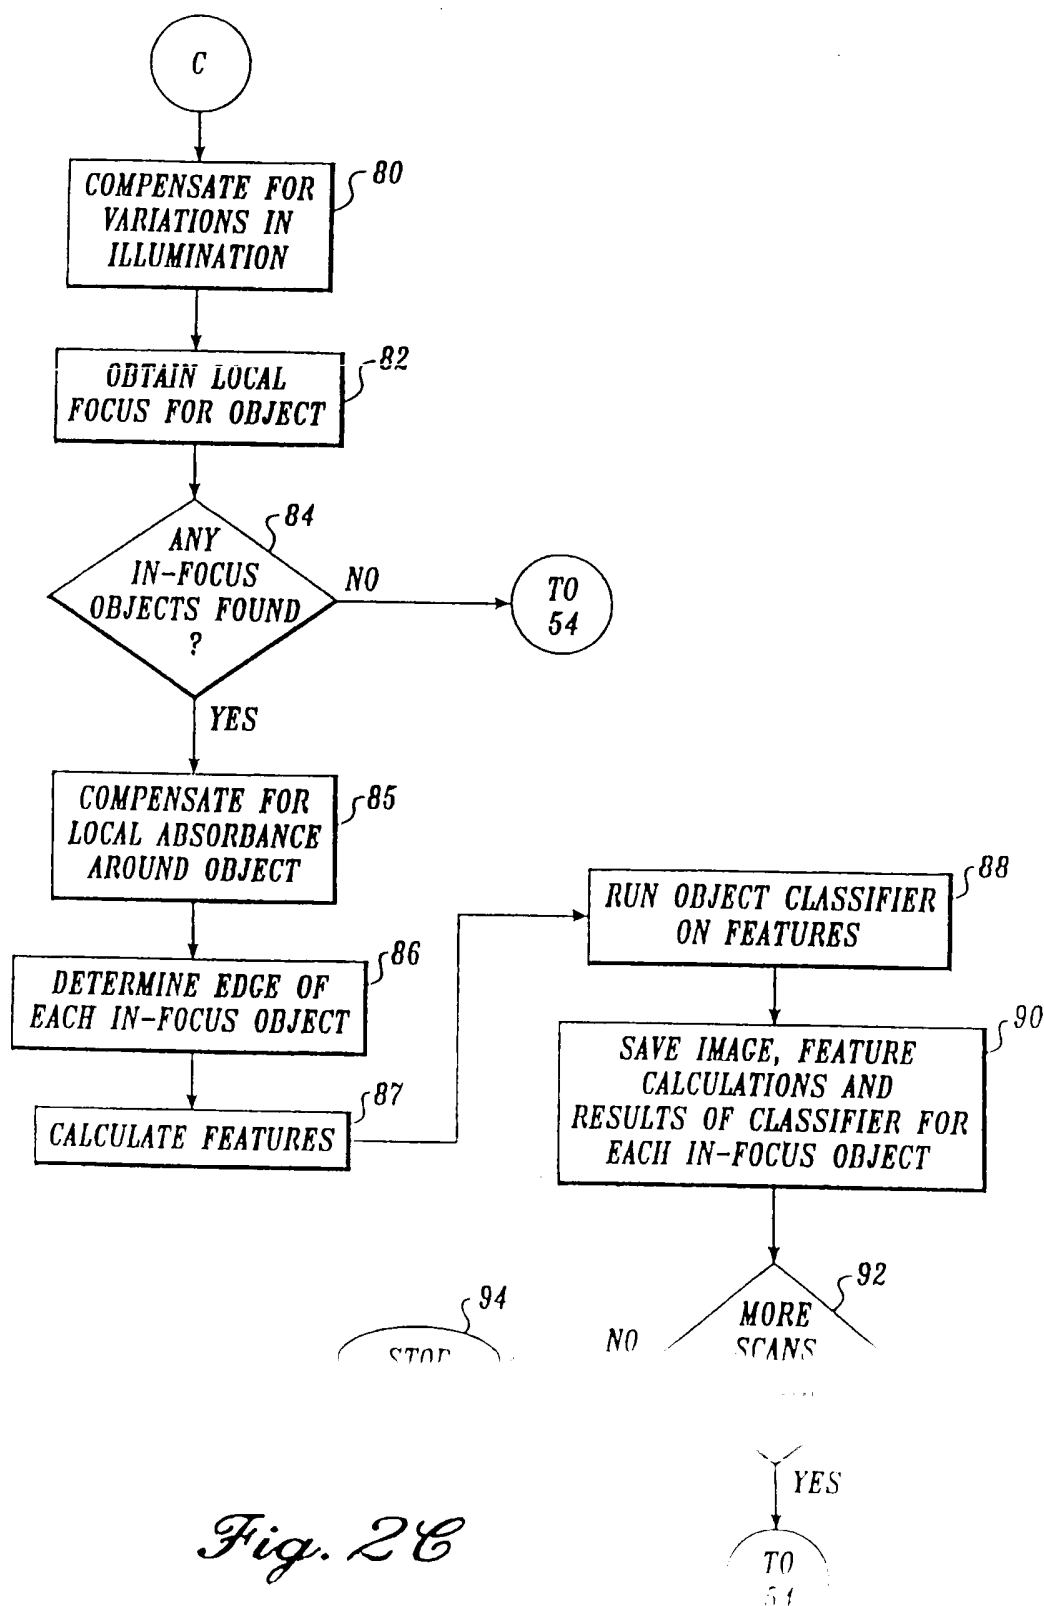 C
80
COMPENSATE FOR
VARIATIONS IN
ILLUMINATION
82
OBTAIN LOCAL
FOCUS FOR OBJECT
84
ANY
IN-FOCUS
OBJECTS FOUND
?
NO
TO
54
YES
85
COMPENSATE FOR
LOCAL ABSORBANCE
AROUND OBJECT
86
DETERMINE EDGE OF
EACH IN-FOCUS OBJECT
87
CALCULATE FEATURES
88
RUN OBJECT CLASSIFIER
ON FEATURES
90
SAVE IMAGE, FEATURE
CALCULATIONS AND
RESULTS OF CLASSIFIER FOR
EACH IN-FOCUS OBJECT
92
MORE
SCANS
NO
94
STOP
YES
TO
54
Fig. 2C